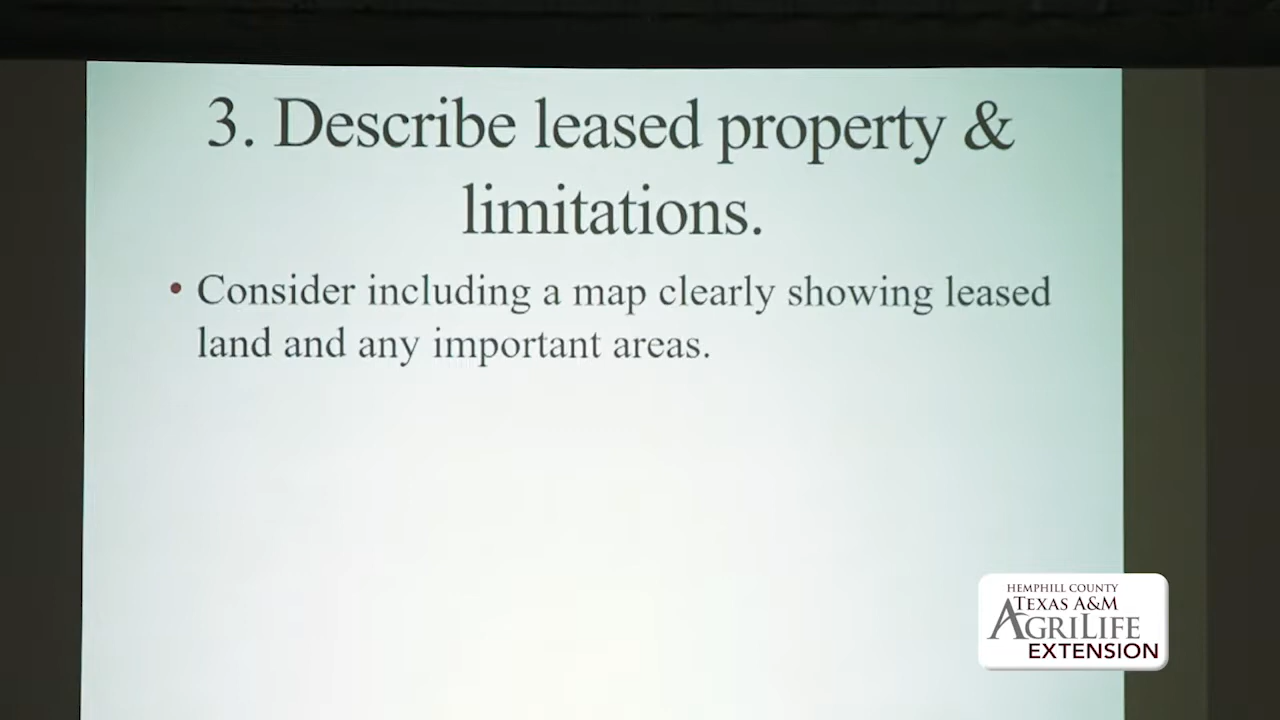 3. Describe leased property &
limitations.
• Consider including a map clearly showing leased
land and any important areas.
HEMPHILL COUNTY
TEXAS A&M
AGRILIFE
EXTENSION